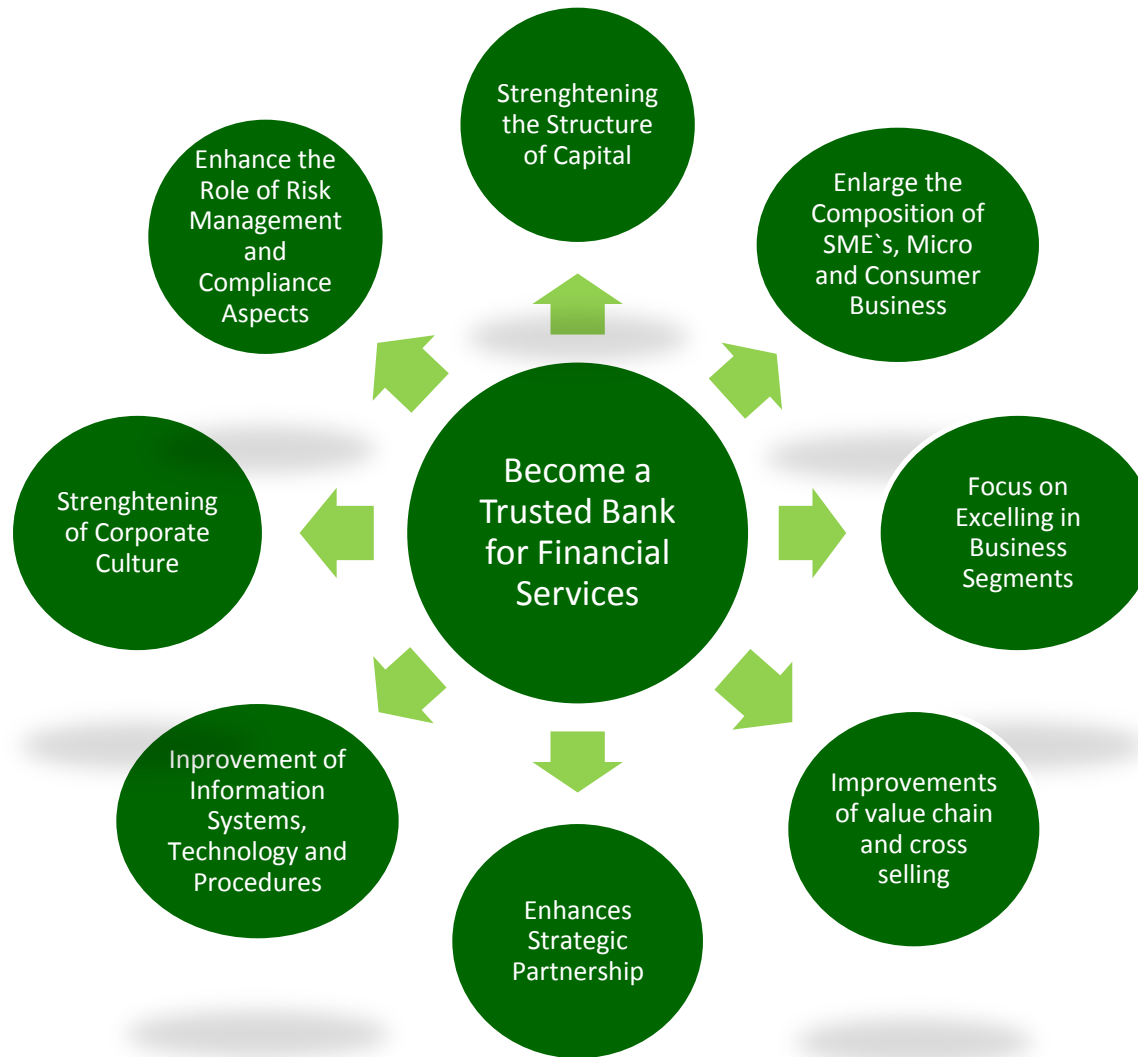 Strenghtening
the Structure
of Capital
Enhance the
Role of Risk
Management
and
Compliance
Aspects
Enlarge the
Composition of
SME`s, Micro
and Consumer
Business
Become a
Trusted Bank
for Financial
Services
Strenghtening
of Corporate
Culture
Focus on
Excelling in
Business
Segments
Inprovement of
Information
Systems,
Technology and
Procedures
Improvements
of value chain
and cross
selling
Enhances
Strategic
Partnership